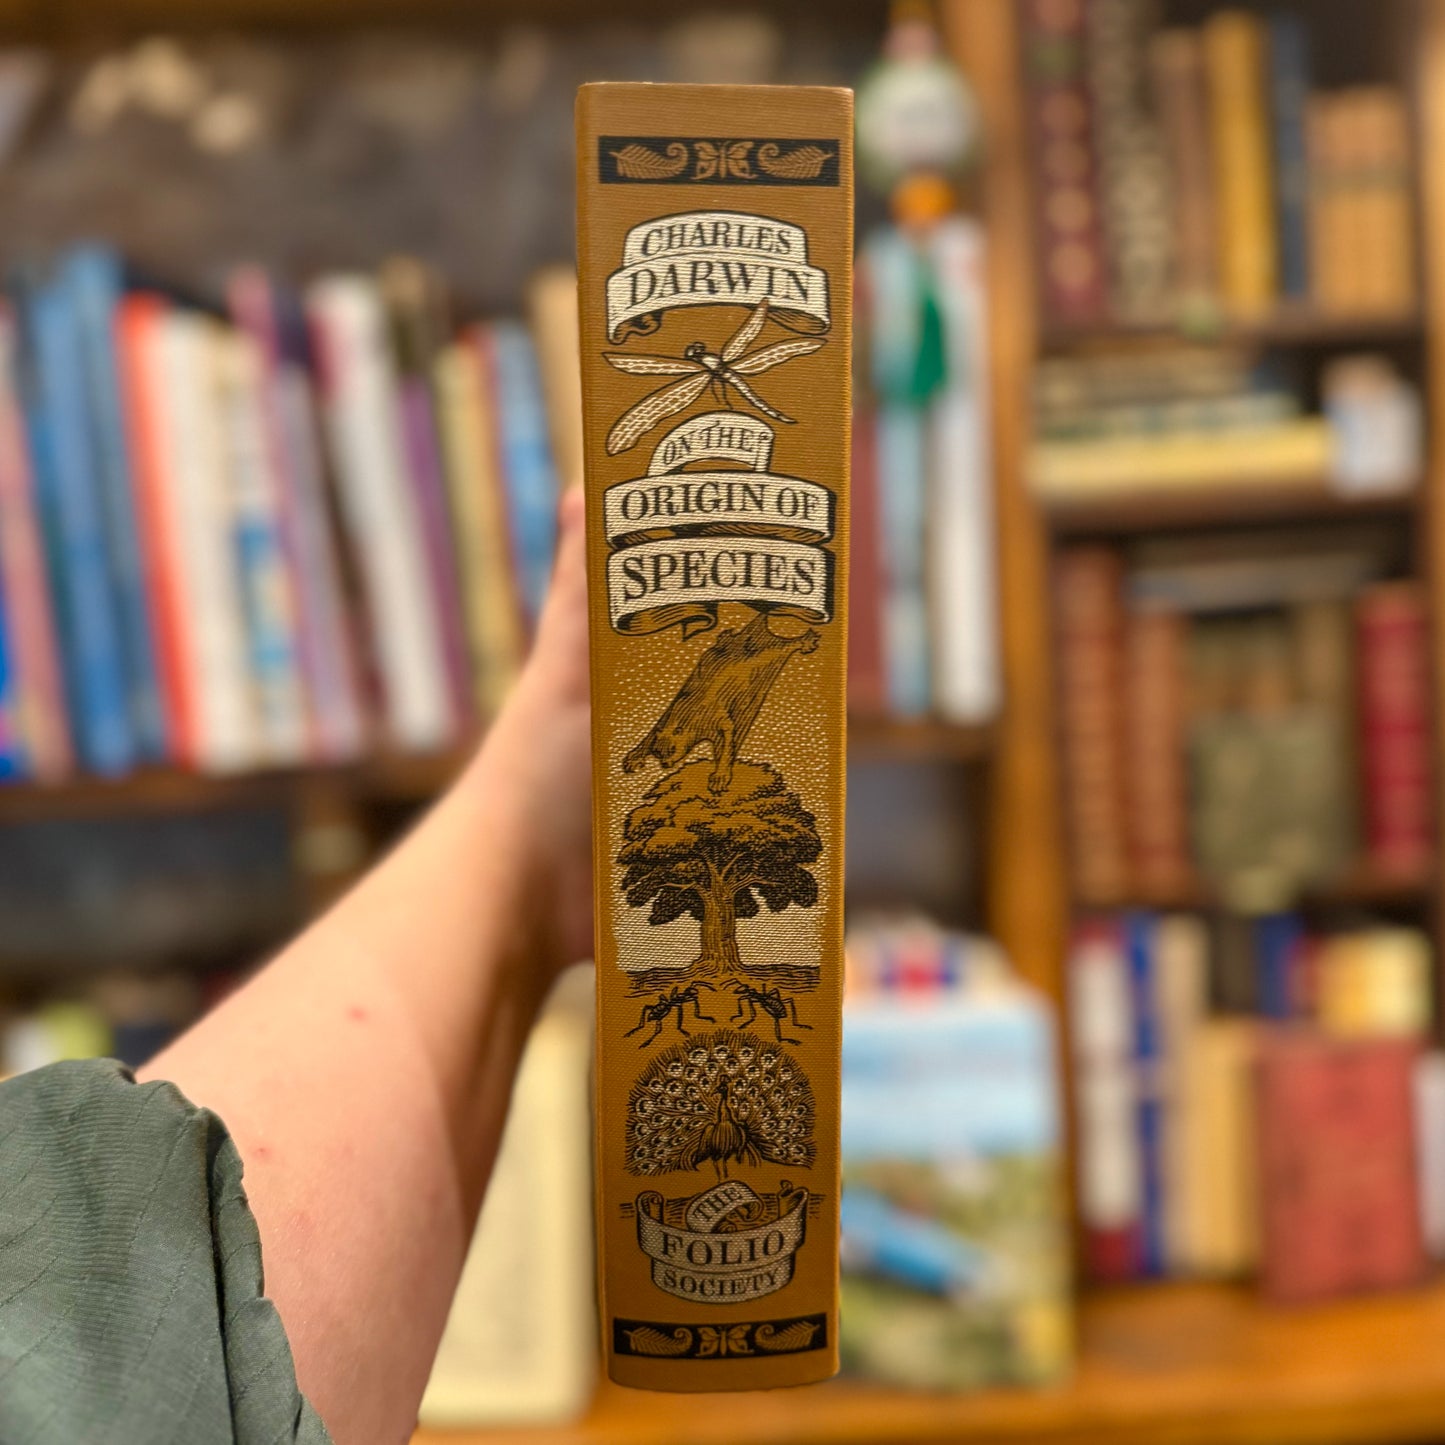 CHARLES
DARWIN
ON THE
ORIGIN OF
SPECIES
THE
FOLIO
SOCIETY